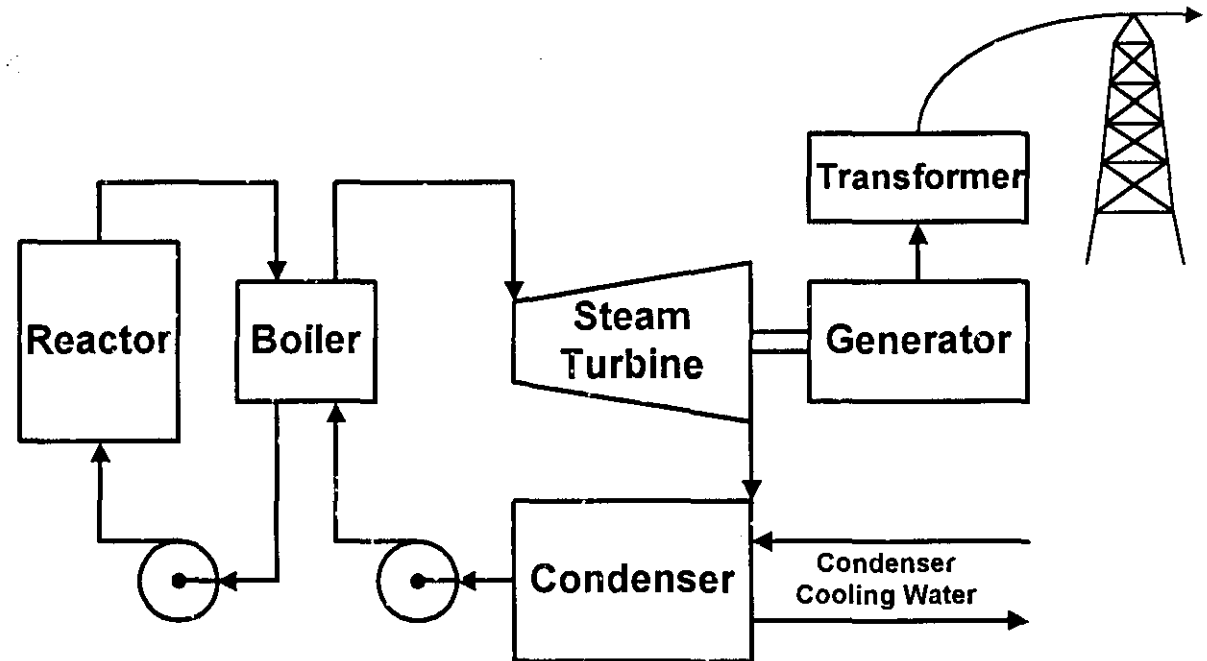 Transformer
Reactor
Boiler
Steam
Turbine
Generator
Condenser
Condenser
Cooling Water